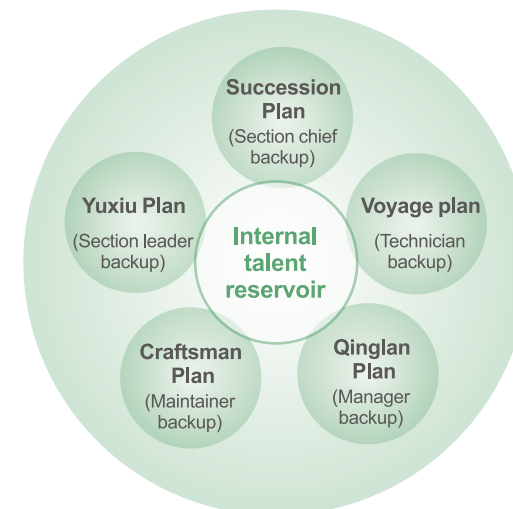 Succession
Plan
(Section chief
backup)
Yuxiu Plan
(Section leader
backup)
Voyage plan
(Technician
backup)
Internal
talent
reservoir
Craftsman
Plan
(Maintainer
backup)
Qinglan
Plan
(Manager
backup)